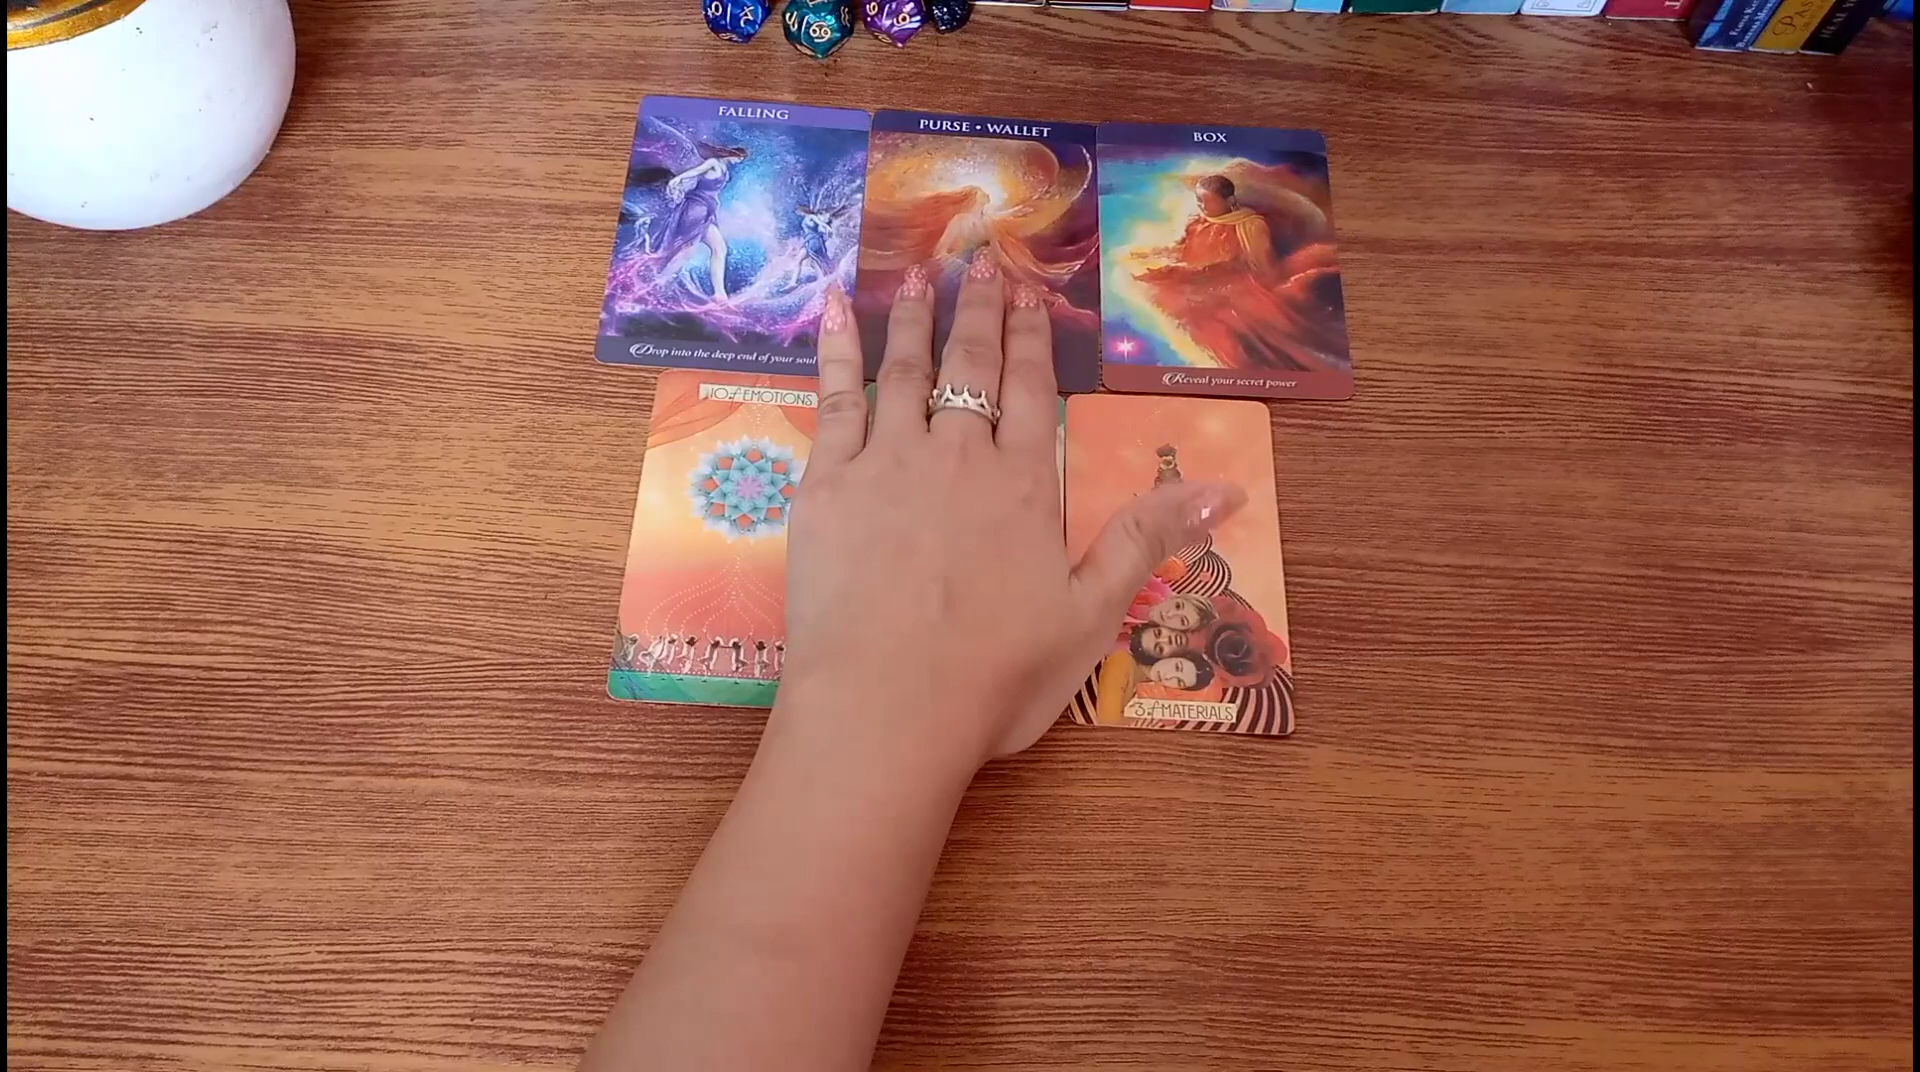 FALLING
PURSE • WALLET
BOX
Drop into the deep end of your soul
Reveal your secret power
10 of EMOTIONS
3 of MATERIALS